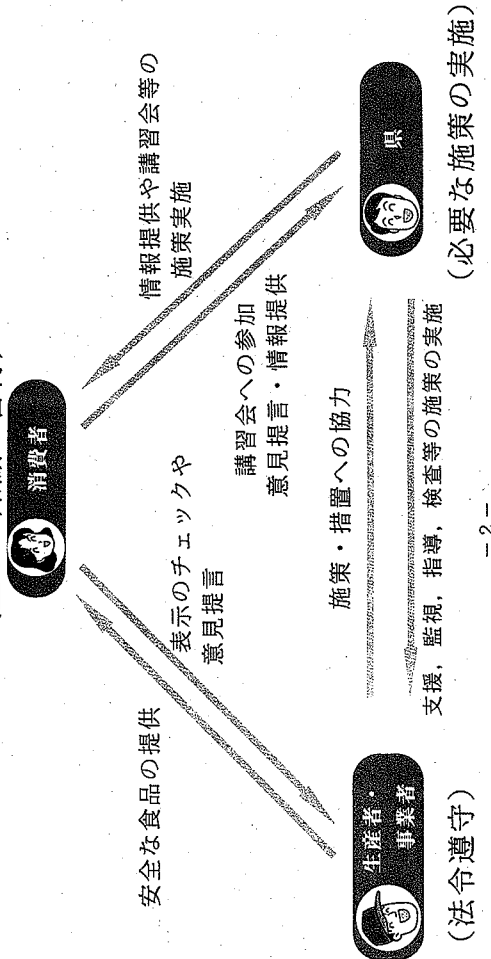 消費者
情報提供や講習会等の
施策実施
講習会への参加
意見提言・情報提供
安全な食品の提供
表示のチェックや
意見提言
施策・措置への協力
支援，監視，指導，検査等の施策の実施
生産者・
事業者
(法令遵守)
県
(必要な施策の実施)
－2－